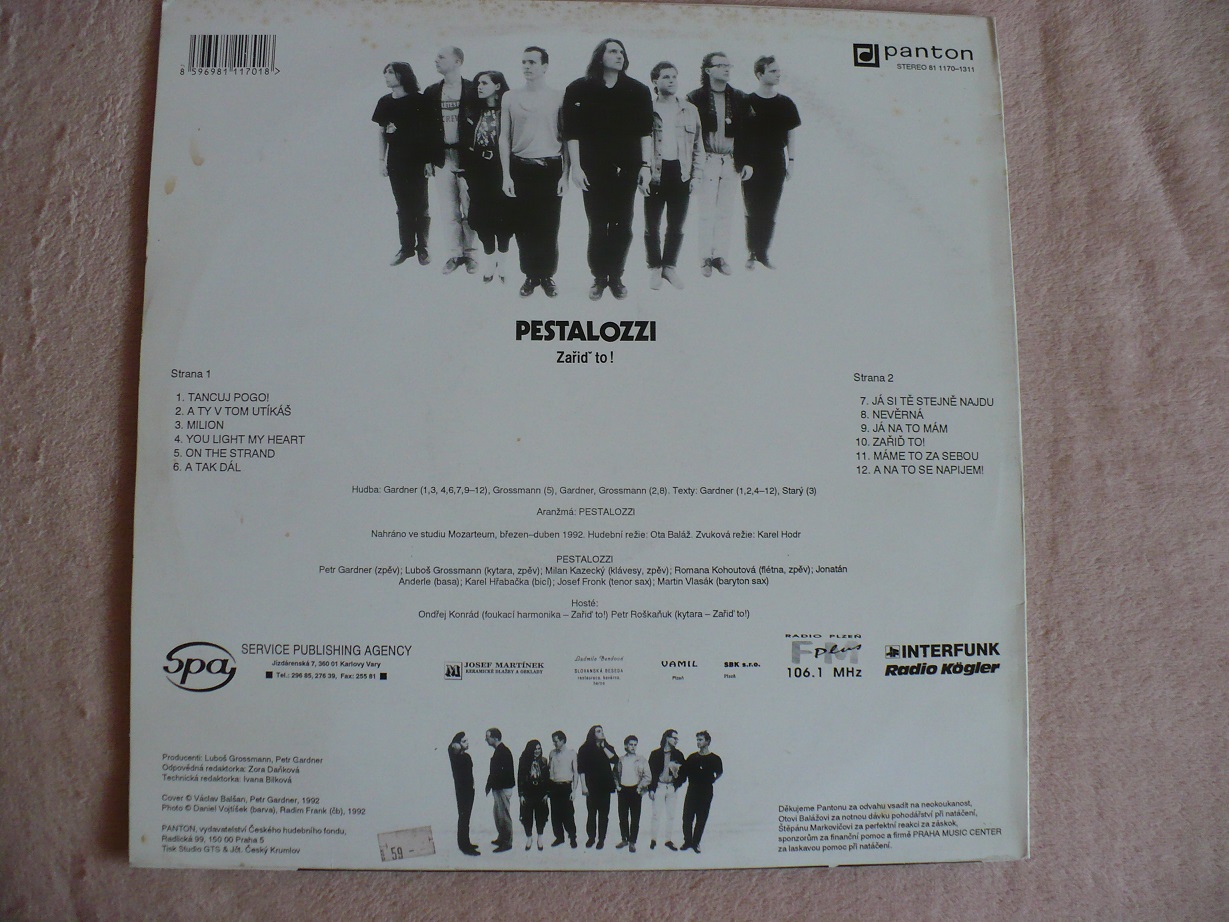 8 596981 117018 >
panton
STEREO 81 1170–1311
PESTALOZZI
Zařiď to !
Strana 1
1. TANCUJ POGO!
2. A TY V TOM UTÍKÁŠ
3. MILION
4. YOU LIGHT MY HEART
5. ON THE STRAND
6. A TAK DÁL
Strana 2
7. JÁ SI TĚ STEJNĚ NAJDU
8. NEVĚRNÁ
9. JÁ NA TO MÁM
10. ZAŘIĎ TO!
11. MÁME TO ZA SEBOU
12. A NA TO SE NAPIJEM!
Hudba: Gardner (1,3, 4,6,7,9–12), Grossmann (5), Gardner, Grossmann (2,8). Texty: Gardner (1,2,4–12), Starý (3)
Aranžmá: PESTALOZZI
Nahráno ve studiu Mozarteum, březen–duben 1992. Hudební režie: Ota Baláž. Zvuková režie: Karel Hodr
PESTALOZZI
Petr Gardner (zpěv); Luboš Grossmann (kytara, zpěv); Milan Kazecký (klávesy, zpěv); Romana Kohoutová (flétna, zpěv); Jonatán
Anderle (basa); Karel Hřabačka (bicí); Josef Fronk (tenor sax); Martin Vlasák (baryton sax)
Hosté:
Ondřej Konrád (foukací harmonika – Zařiď to!) Petr Roškaňuk (kytara – Zařiď to!)
spa
SERVICE PUBLISHING AGENCY
Jízdárenská 7, 360 01 Karlovy Vary
Tel.: 296 85, 276 39, Fax: 255 81
JOSEF MARTÍNEK
KERAMICKÉ DLAŽBY A OBKLADY
SLOVANSKÁ BESEDA
restaurace, kavárna,
VAMIL
Plzeň
SBK s.r.o.
Plzeň
RADIO PLZEŇ
FM plus
106.1 MHz
INTERFUNK
Radio Kögler
Producenti: Luboš Grossmann, Petr Gardner
Odpovědná redaktorka: Zora Daňková
Technická redaktorka: Ivana Bílková
Cover © Václav Balšan, Petr Gardner, 1992
Photo © Daniel Vojtíšek (barva), Radim Frank (čb), 1992
PANTON, vydavatelství Českého hudebního fondu,
Radlická 99, 150 00 Praha 5
Tisk Studio GTS & Jčt. Český Krumlov
59 –
Děkujeme Pantonu za odvahu vsadit na neokoukanost,
Otovi Balážovi za notnou dávku pohodářství při natáčení,
Štěpánu Markovičovi za perfektní reakci za záskok,
sponzorům za finanční pomoc a firmě PRAHA MUSIC CENTER
za laskavou pomoc při natáčení.